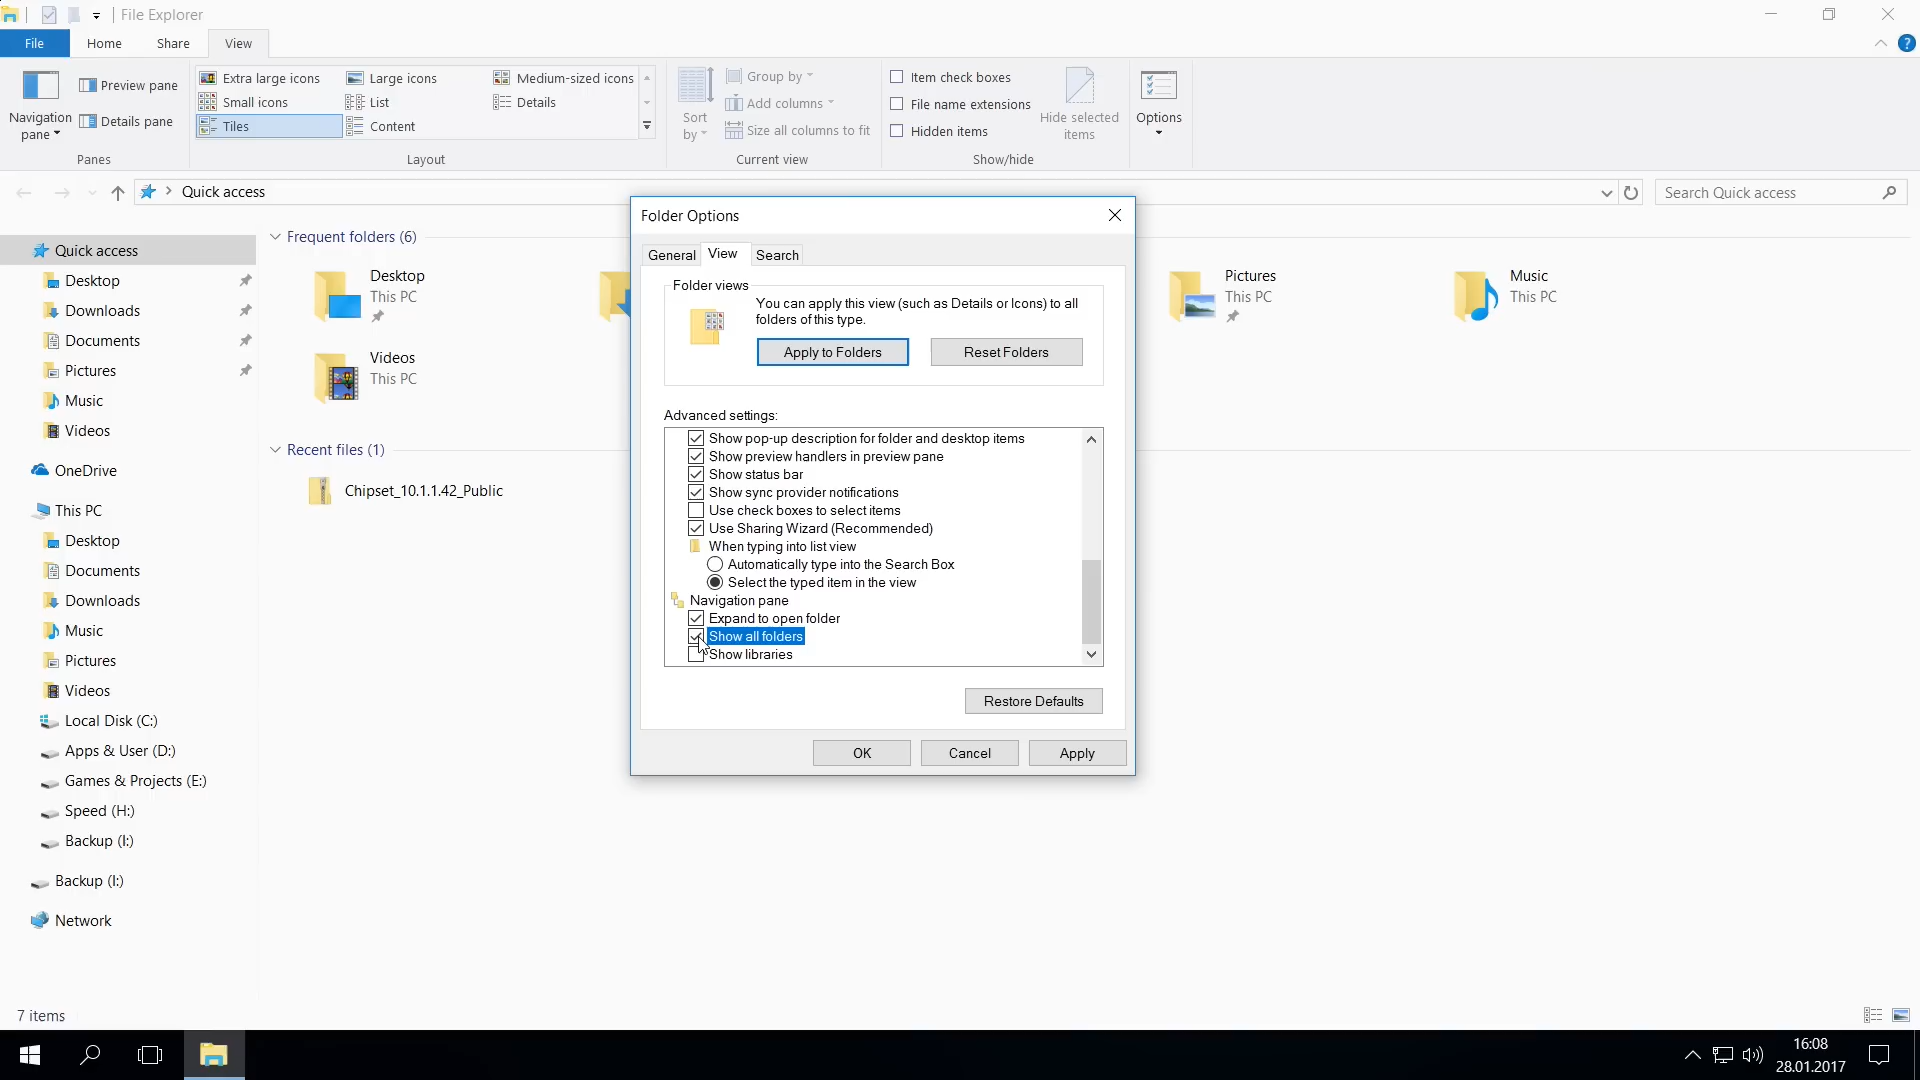 File Explorer
File Home Share View
Navigation pane
Preview pane
Details pane
Panes
Extra large icons Large icons Medium-sized icons
Small icons List Details
Tiles Content
Layout
Sort by
Group by
Add columns
Size all columns to fit
Current view
Item check boxes
File name extensions
Hidden items
Hide selected items
Show/hide
Options
Quick access
Search Quick access
Quick access
Desktop
Downloads
Documents
Pictures
Music
Videos
OneDrive
This PC
Desktop
Documents
Downloads
Music
Pictures
Videos
Local Disk (C:)
Apps & User (D:)
Games & Projects (E:)
Speed (H:)
Backup (I:)
Backup (I:)
Network
Frequent folders (6)
Desktop
This PC
Pictures
This PC
Music
This PC
Videos
This PC
Recent files (1)
Chipset_10.1.1.42_Public
Folder Options
General View Search
Folder views
You can apply this view (such as Details or Icons) to all
folders of this type.
Apply to Folders Reset Folders
Advanced settings:
Show pop-up description for folder and desktop items
Show preview handlers in preview pane
Show status bar
Show sync provider notifications
Use check boxes to select items
Use Sharing Wizard (Recommended)
When typing into list view
Automatically type into the Search Box
Select the typed item in the view
Navigation pane
Expand to open folder
Show all folders
Show libraries
Restore Defaults
OK Cancel Apply
7 items
16:08
28.01.2017